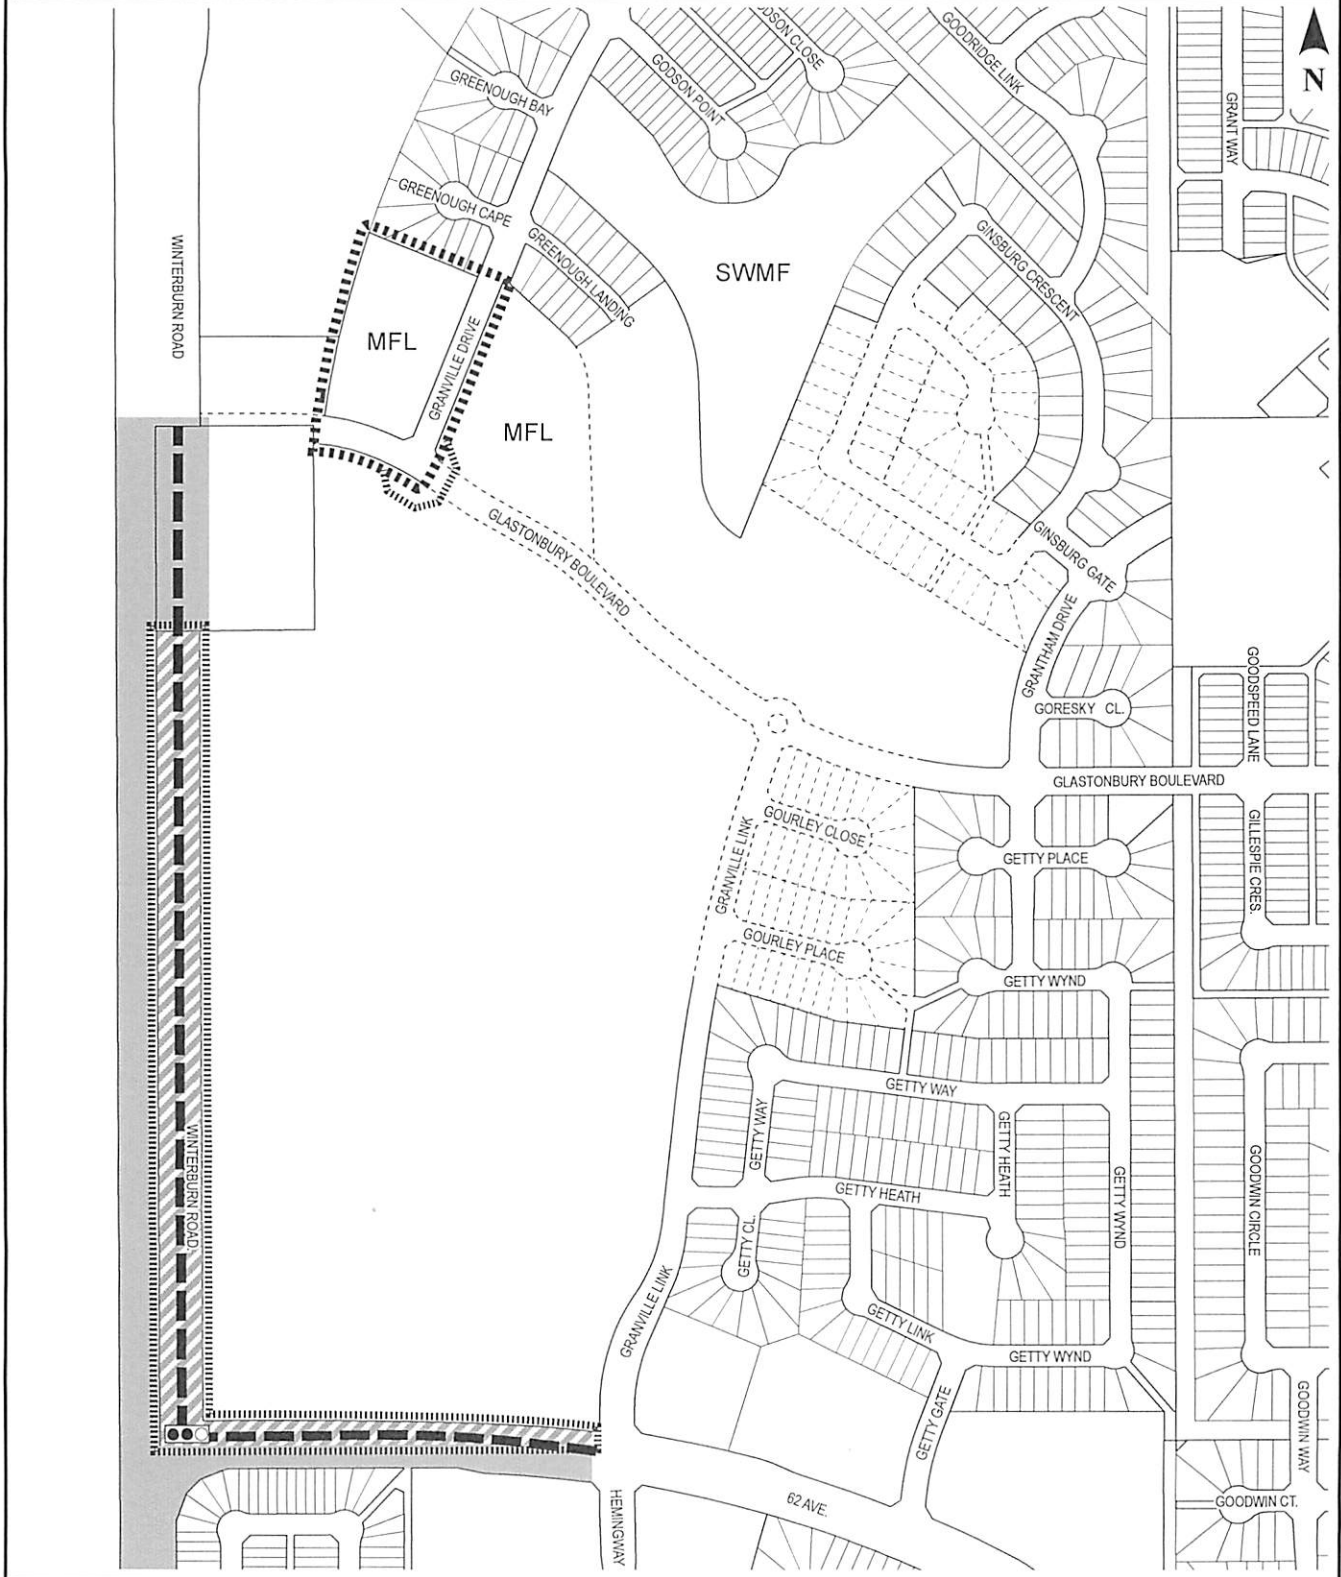 GODSON CLOSE
GOODRIDGE LINK
N
GREENOUGH BAY
GODSON POINT
GRANT WAY
GREENOUGH CAPE
GREENOUGH LANDING
WINTERBURN ROAD
SWMF
GINSBURG CRESCENT
MFL
GRANVILLE DRIVE
MFL
GLASTONBURY BOULEVARD
GINSBURG GATE
GRANTHAM DRIVE
GOODSPEED LANE
GORESKY CL.
GLASTONBURY BOULEVARD
GOURLEY CLOSE
GILLESPIE CRES.
GRANVILLE LINK
GETTY PLACE
GOURLEY PLACE
GETTY WYND
GETTY WAY
GETTY WAY
GETTY HEATH
WINTERBURN ROAD
GETTY HEATH
GETTY WYND
GOODWIN CIRCLE
GETTY CL.
GRANVILLE LINK
GETTY LINK
GETTY WYND
GETTY GATE
GOODWIN WAY
HEMINGWAY
62 AVE.
GOODWIN CT.